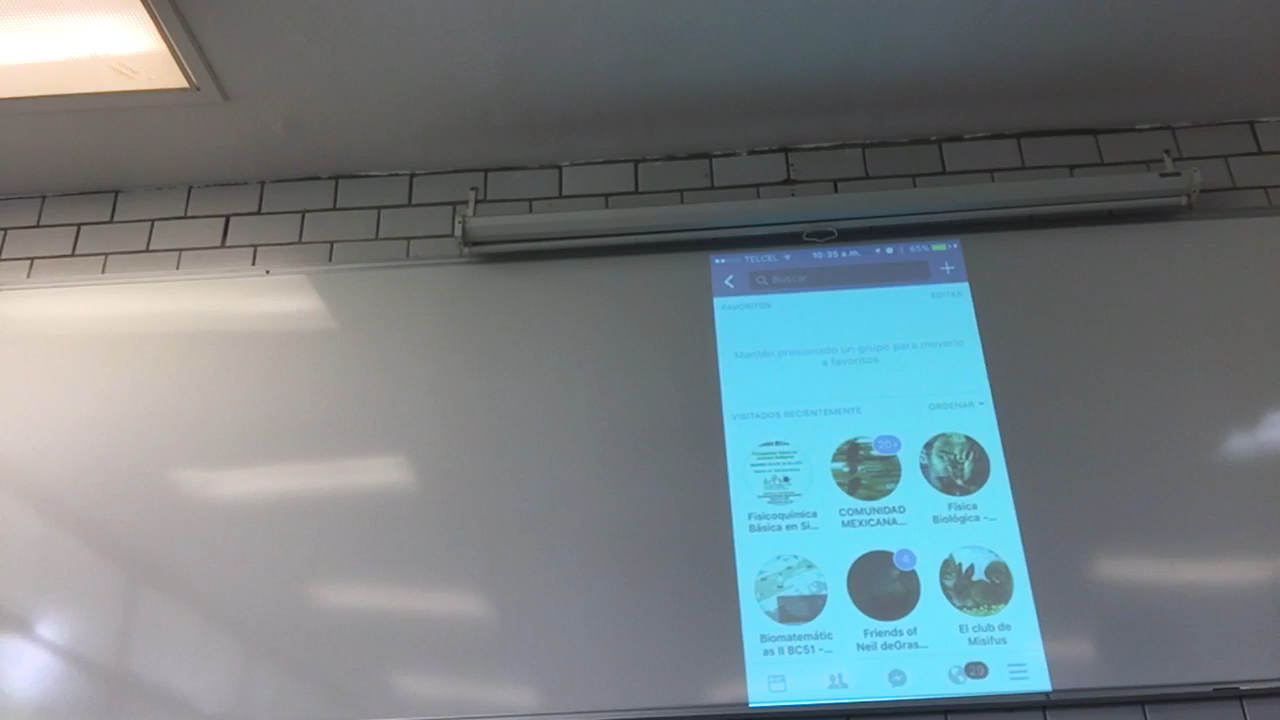 TELCEL 10:35 a.m. 65%
Buscar
FAVORITOS EDITAR
Mantén presionado un grupo para moverlo
a favoritos
VISITADOS RECIENTEMENTE ORDENAR
20+
Fisicoquímica
Básica en Si...
COMUNIDAD
MEXICANA...
Física
Biológica -...
4
Biomatemátic
as II BC51 -...
Friends of
Neil deGras...
El club de
Misifus
29